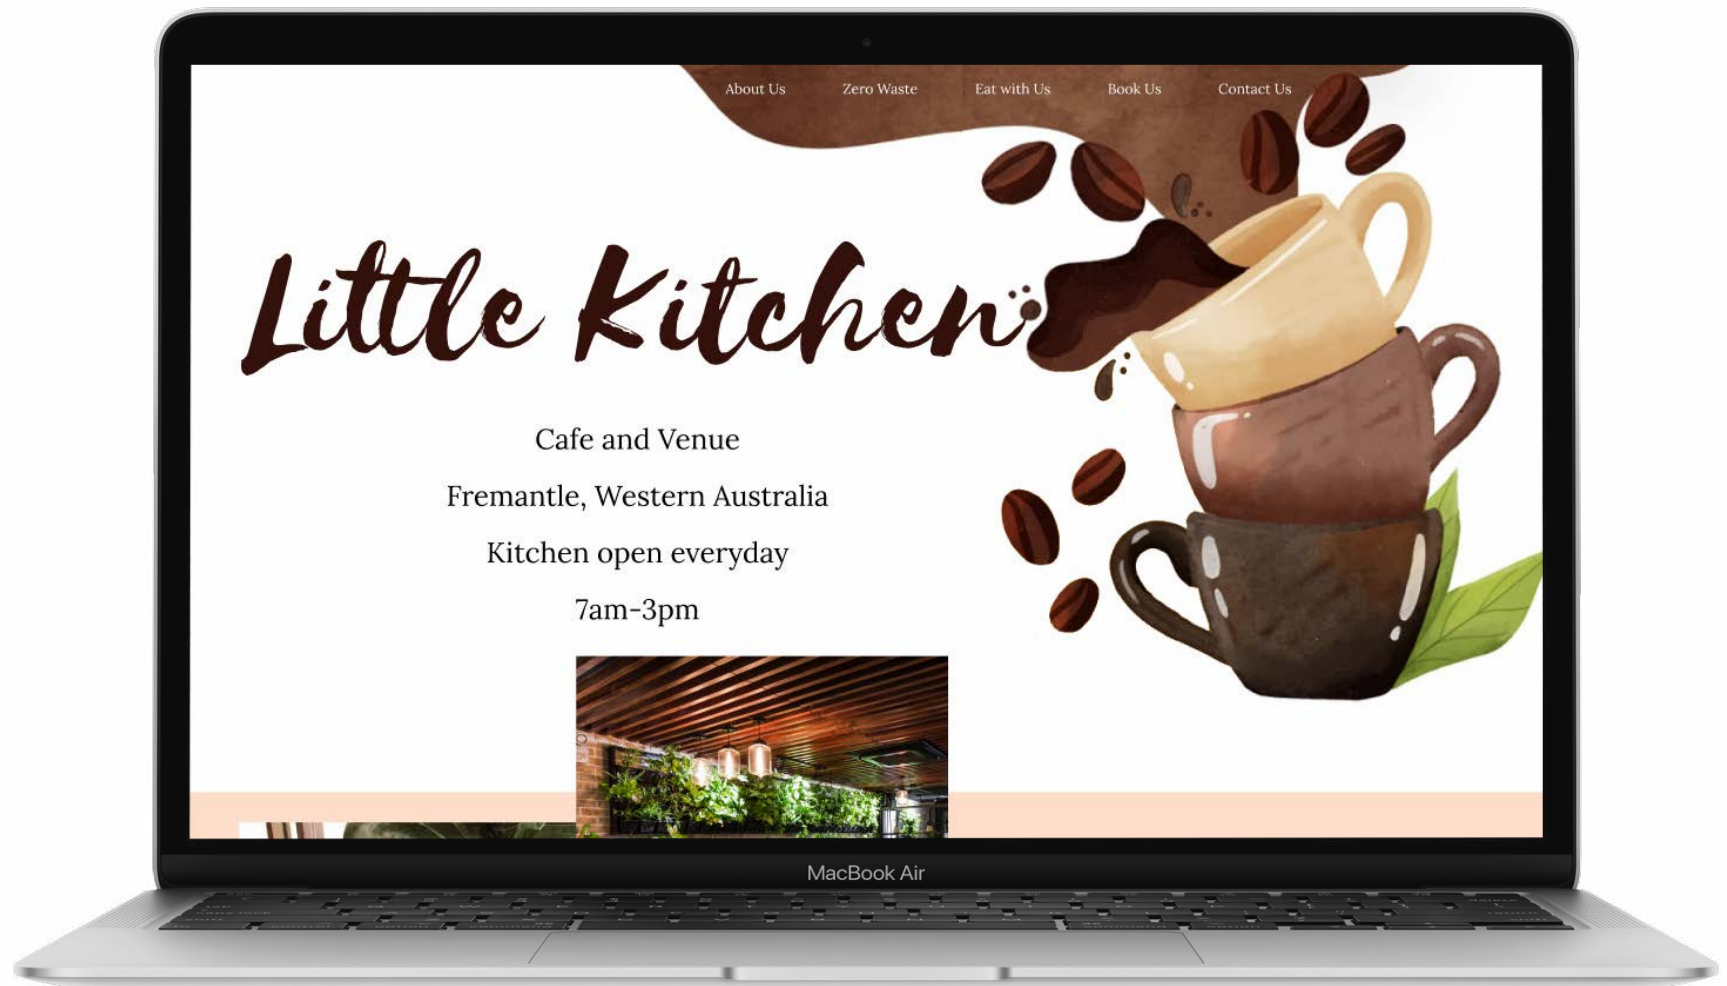 About Us Zero Waste Eat with Us Book Us Contact Us
Little Kitchen
Cafe and Venue
Fremantle, Western Australia
Kitchen open everyday
7am-3pm
MacBook Air